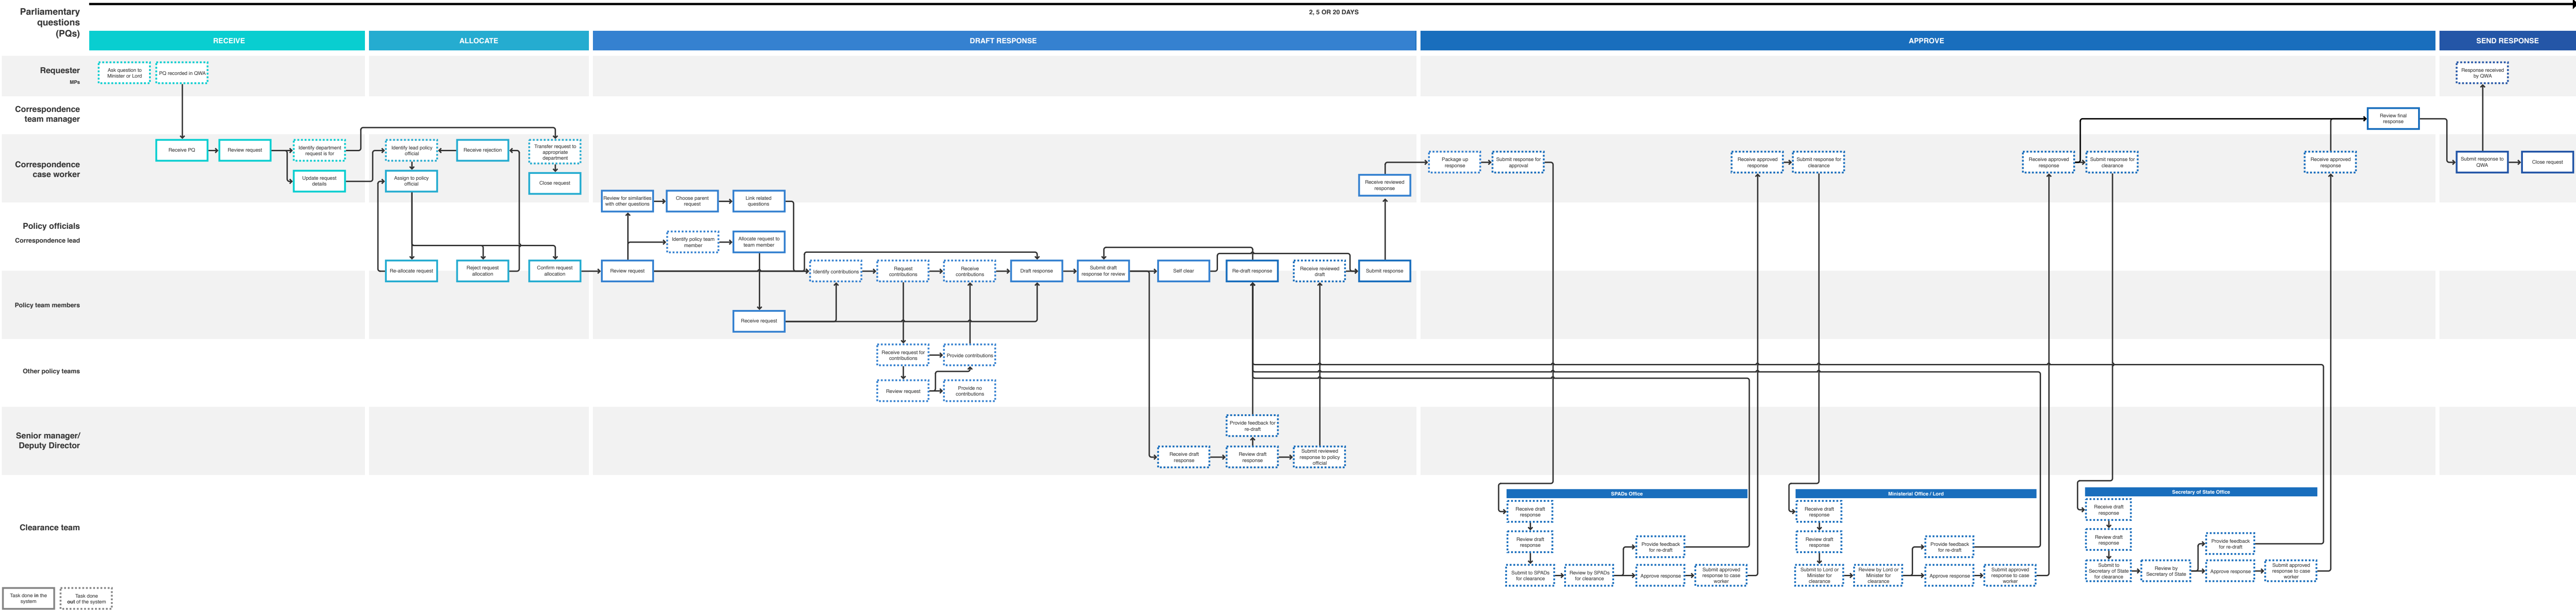 Parliamentary
questions
(PQs)
2, 5 OR 20 DAYS
RECEIVE
ALLOCATE
DRAFT RESPONSE
APPROVE
SEND RESPONSE
Requester
MPs
Ask question to
Minister or Lord
PQ recorded in QWA
Response received
by QWA
Correspondence
team manager
Review final
response
Correspondence
case worker
Receive PQ
Review request
Identify department
request is for
Update request
details
Identify lead policy
official
Receive rejection
Transfer request to
appropriate
department
Assign to policy
official
Close request
Review for similarities
with other questions
Choose parent
request
Link related
questions
Receive reviewed
response
Package up
response
Submit response for
approval
Receive approved
response
Submit response for
clearance
Receive approved
response
Submit response for
clearance
Receive approved
response
Submit response to
QWA
Close request
Policy officials
Correspondence lead
Identify policy team
member
Allocate request to
team member
Re-allocate request
Reject request
allocation
Confirm request
allocation
Review request
Identify contributions
Request
contributions
Receive
contributions
Draft response
Submit draft
response for review
Self clear
Re-draft response
Receive reviewed
draft
Submit response
Policy team members
Receive request
Other policy teams
Receive request for
contributions
Provide contributions
Review request
Provide no
contributions
Senior manager/
Deputy Director
Provide feedback for
re-draft
Receive draft
response
Review draft
response
Submit reviewed
response to policy
official
Clearance team
SPADs Office
Receive draft
response
Review draft
response
Submit to SPADs
for clearance
Review by SPADs
for clearance
Provide feedback
for re-draft
Approve response
Submit approved
response to case
worker
Ministerial Office / Lord
Receive draft
response
Review draft
response
Submit to Lord or
Minister for
clearance
Review by Lord or
Minister for
clearance
Provide feedback
for re-draft
Approve response
Submit approved
response to case
worker
Secretary of State Office
Receive draft
response
Review draft
response
Submit to
Secretary of State
for clearance
Review by
Secretary of State
Provide feedback
for re-draft
Approve response
Submit approved
response to case
worker
Task done in the
system
Task done
out of the system